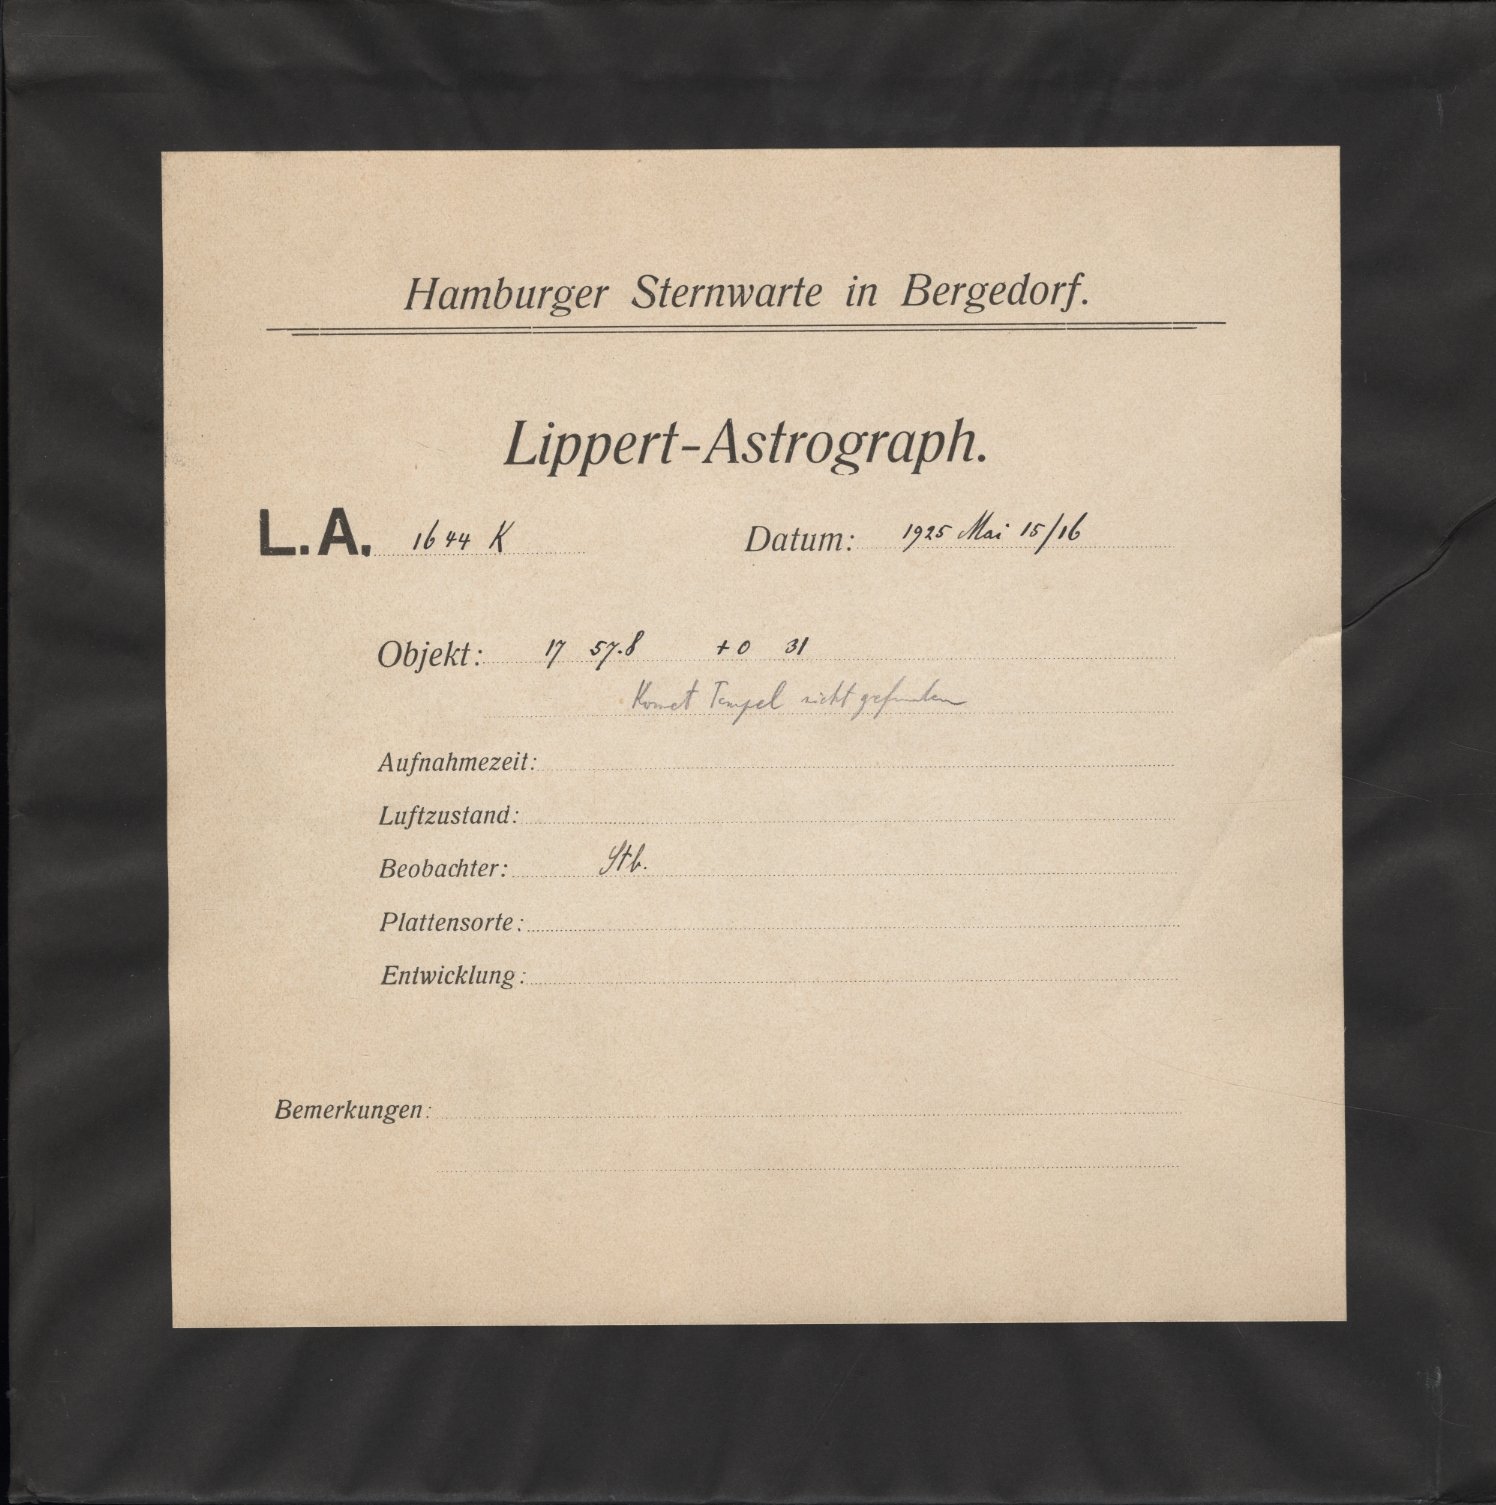 Hamburger Sternwarte in Bergedorf.
Lippert-Astrograph.
L.A. 1644 K Datum: 1925 Mai 15/16
Objekt: 17 57.8 +0 31
Komet Tempel nicht gefunden
Aufnahmezeit:
Luftzustand:
Beobachter: Stb.
Plattensorte:
Entwicklung:
Bemerkungen: